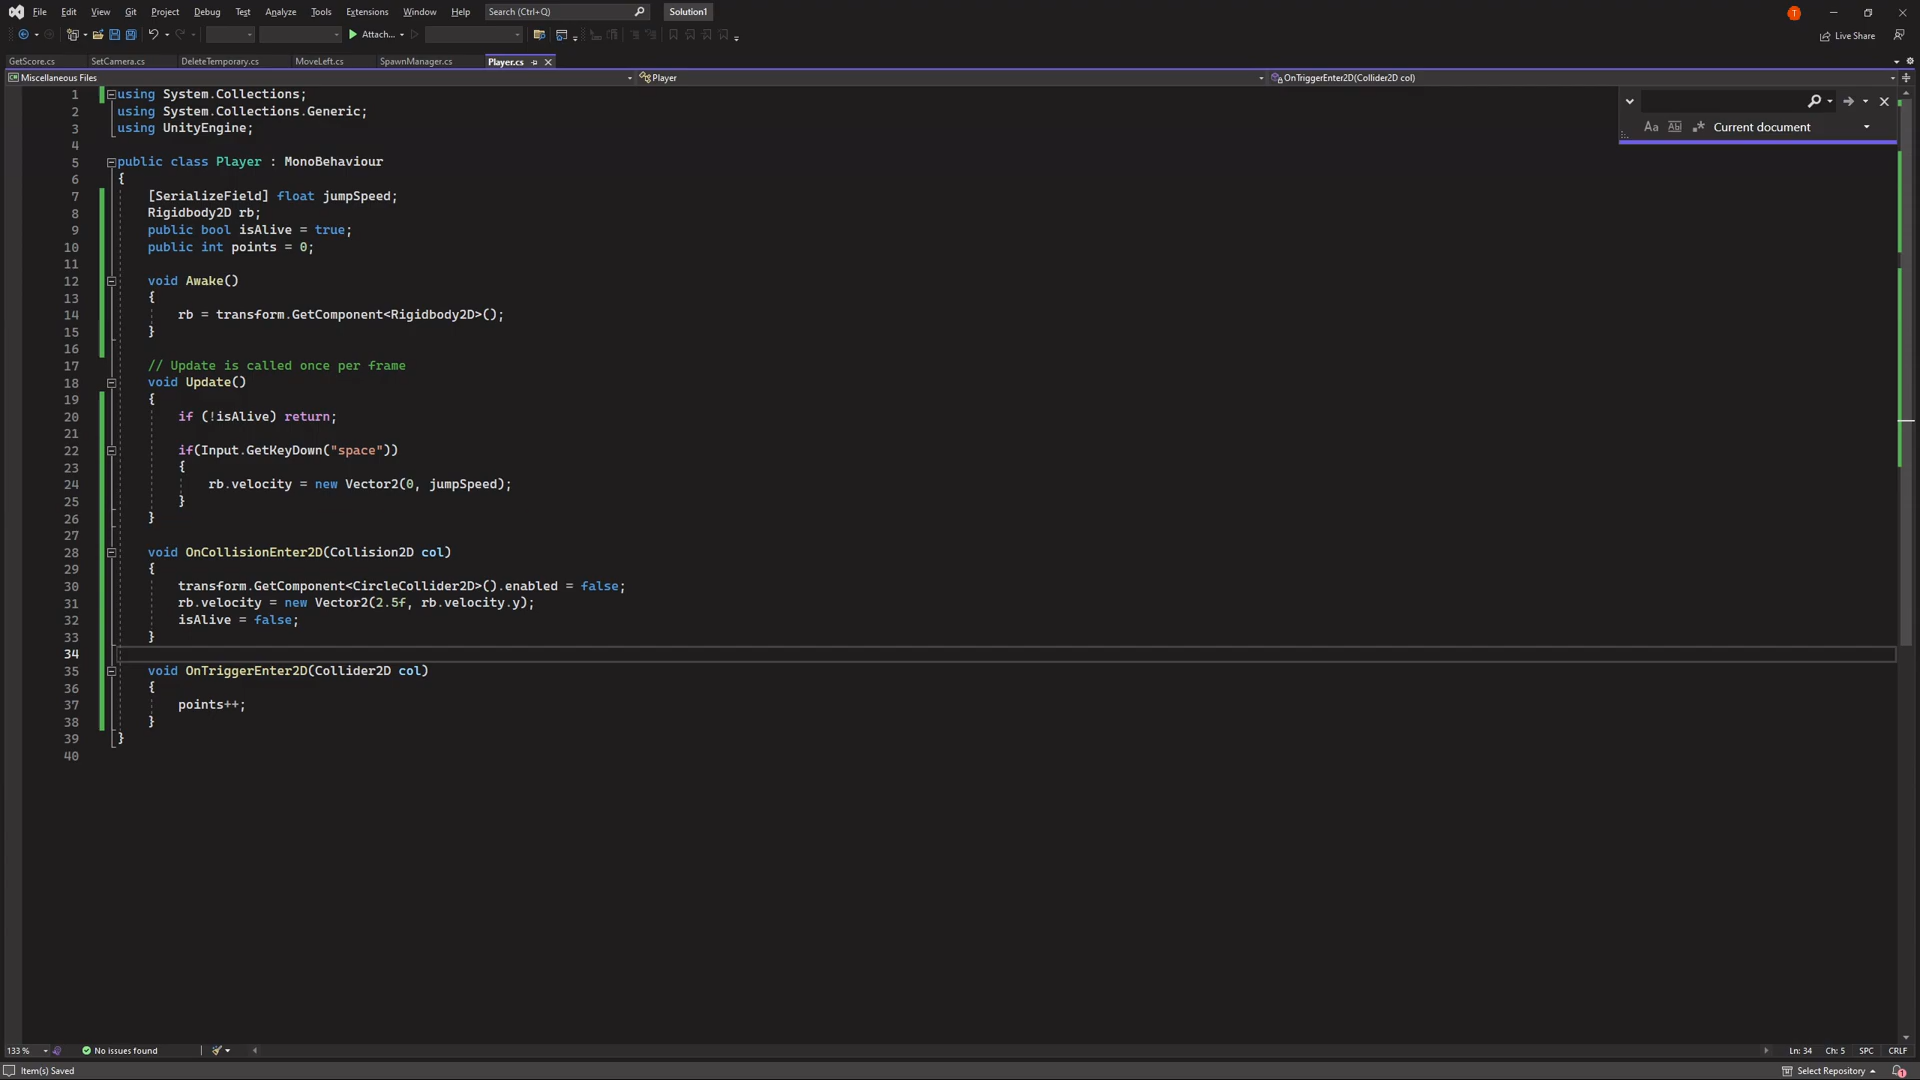 File Edit View Git Project Debug Test Analyze Tools Extensions Window Help Search (Ctrl+Q) Solution1 T
Attach... Live Share
GetScore.cs SetCamera.cs DeleteTemporary.cs MoveLeft.cs SpawnManager.cs Player.cs
Miscellaneous Files Player OnTriggerEnter2D(Collider2D col)
1 using System.Collections;
2 using System.Collections.Generic;
3 using UnityEngine;
4
5 public class Player : MonoBehaviour
6 {
7 [SerializeField] float jumpSpeed;
8 Rigidbody2D rb;
9 public bool isAlive = true;
10 public int points = 0;
11
12 void Awake()
13 {
14 rb = transform.GetComponent<Rigidbody2D>();
15 }
16
17 // Update is called once per frame
18 void Update()
19 {
20 if (!isAlive) return;
21
22 if(Input.GetKeyDown("space"))
23 {
24 rb.velocity = new Vector2(0, jumpSpeed);
25 }
26 }
27
28 void OnCollisionEnter2D(Collision2D col)
29 {
30 transform.GetComponent<CircleCollider2D>().enabled = false;
31 rb.velocity = new Vector2(2.5f, rb.velocity.y);
32 isAlive = false;
33 }
34
35 void OnTriggerEnter2D(Collider2D col)
36 {
37 points++;
38 }
39 }
40
Aa Ab .* Current document
133 % No issues found Ln: 34 Ch: 5 SPC CRLF
Item(s) Saved Select Repository 1